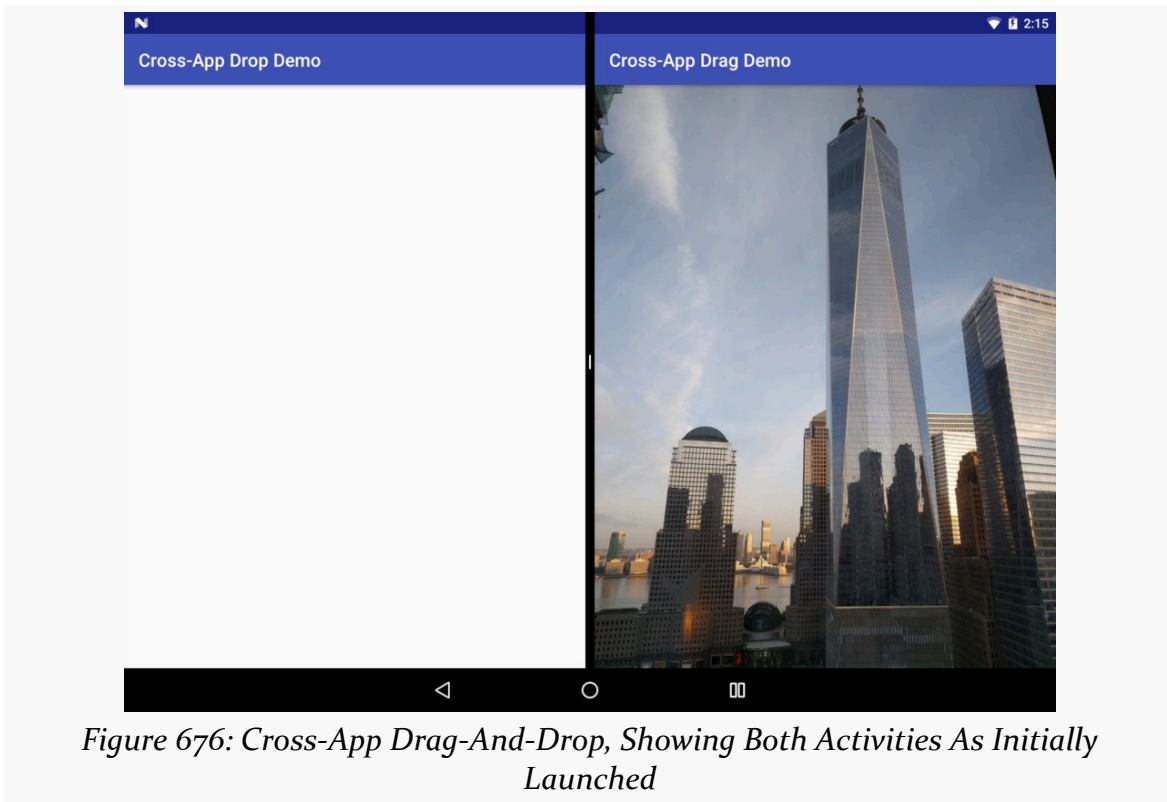 2:15
Cross-App Drop Demo
Cross-App Drag Demo
Figure 676: Cross-App Drag-And-Drop, Showing Both Activities As Initially
Launched